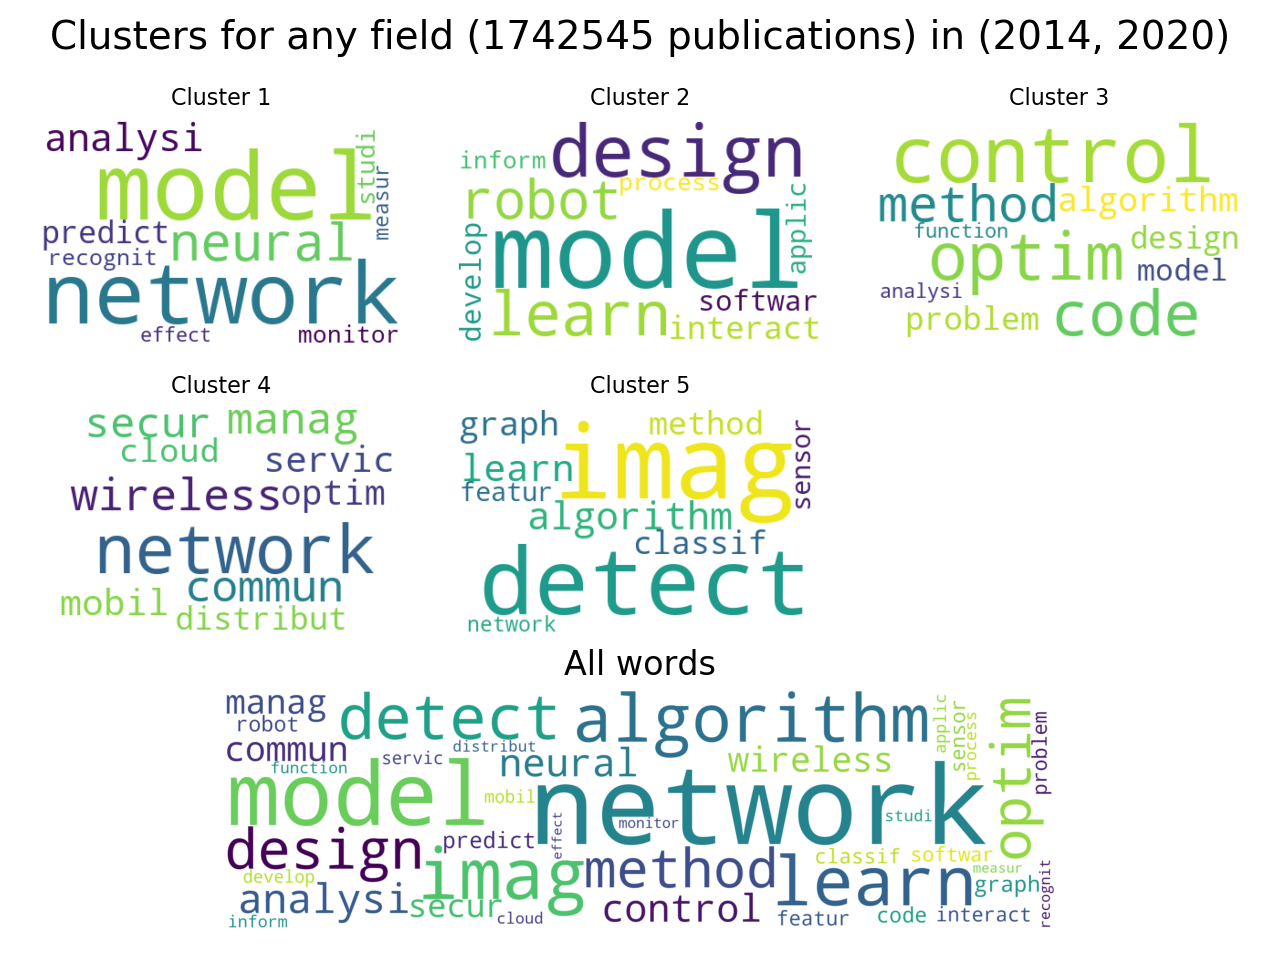 Clusters for any field (1742545 publications) in (2014, 2020)
Cluster 1
analysi
studi
model
measur
predict
neural
recognit
network
effect
monitor
Cluster 2
design
inform
process
robot
applic
model
develop
learn
softwar
interact
Cluster 3
control
method
algorithm
function
optim
design
model
analysi
problem
code
Cluster 4
secur
manag
cloud
servic
wireless
optim
network
commun
mobil
distribut
Cluster 5
graph
method
imag
sensor
learn
featur
algorithm
classif
detect
network
All words
manag
robot
detect
algorithm
applic
sensor
process
optim
problem
commun
servic
distribut
function
neural
wireless
model
mobil
network
studi
monitor
effect
design
predict
imag
method
classif
softwar
measur
learn
graph
recognit
develop
analysi
secur
cloud
control
featur
code
interact
inform